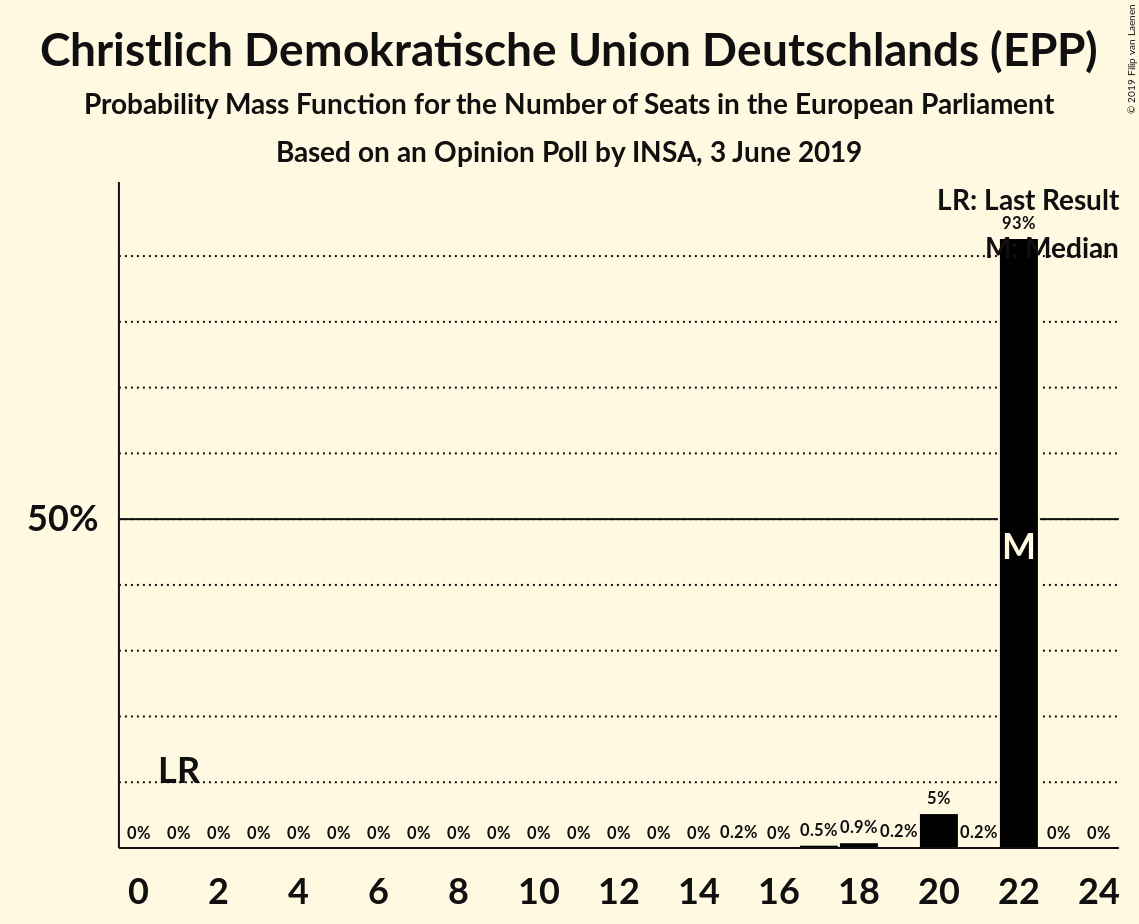 Christlich Demokratische Union Deutschlands (EPP)
Probability Mass Function for the Number of Seats in the European Parliament
Based on an Opinion Poll by INSA, 3 June 2019
© 2019 Filip van Laenen
LR: Last Result
93%
M: Median
50%
M
LR
5%
0% 0% 0% 0% 0% 0% 0% 0% 0% 0% 0% 0% 0% 0% 0% 0.2% 0% 0.5% 0.9% 0.2% 0.2% 0% 0%
0 2 4 6 8 10 12 14 16 18 20 22 24